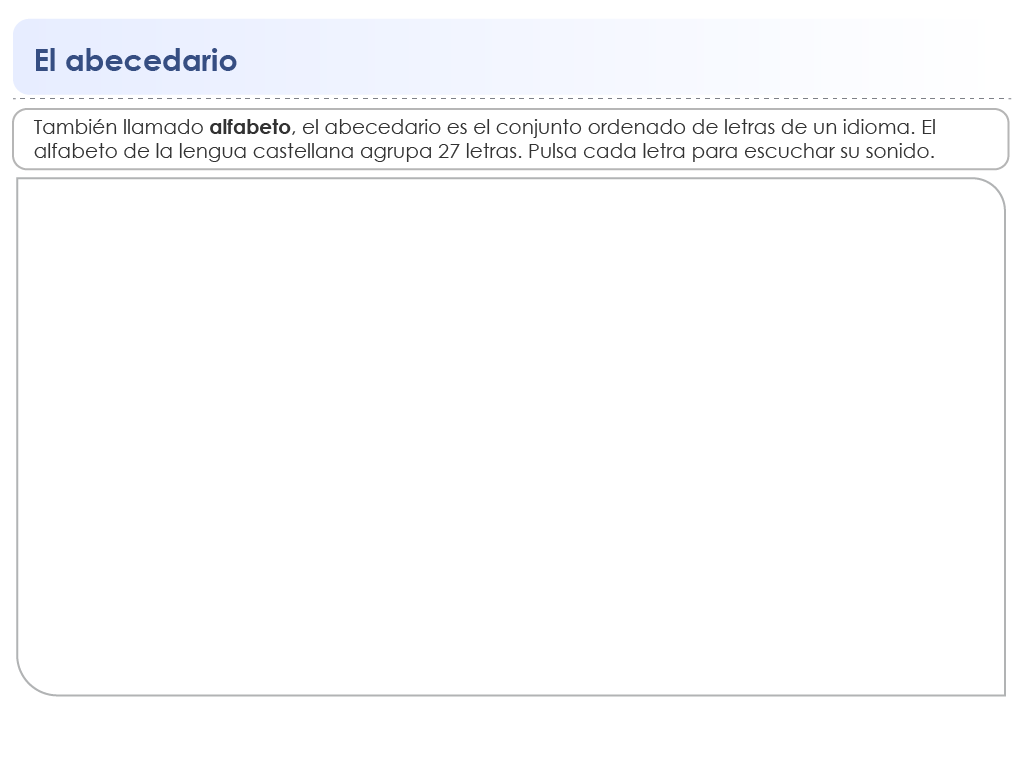 El abecedario
También llamado alfabeto, el abecedario es el conjunto ordenado de letras de un idioma. El
alfabeto de la lengua castellana agrupa 27 letras. Pulsa cada letra para escuchar su sonido.